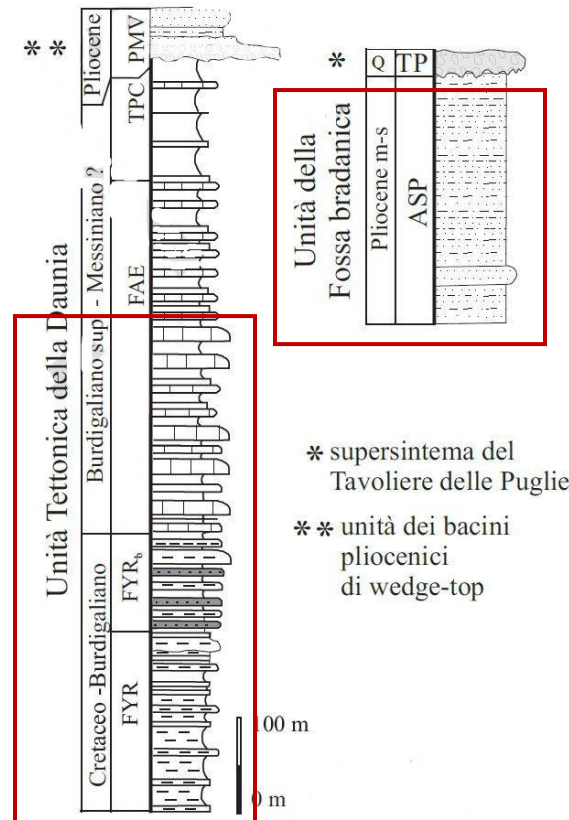 * *
Pliocene
PMV
TPC
Unità Tettonica della Daunia
Burdigaliano sup - Messiniano ?
FAE
Cretaceo -Burdigaliano
FYRb
FYR
100 m
0 m
*
Q
TP
Unità della
Fossa bradanica
Pliocene m-s
ASP
* supersintema del
Tavoliere delle Puglie
* * unità dei bacini
pliocenici
di wedge-top